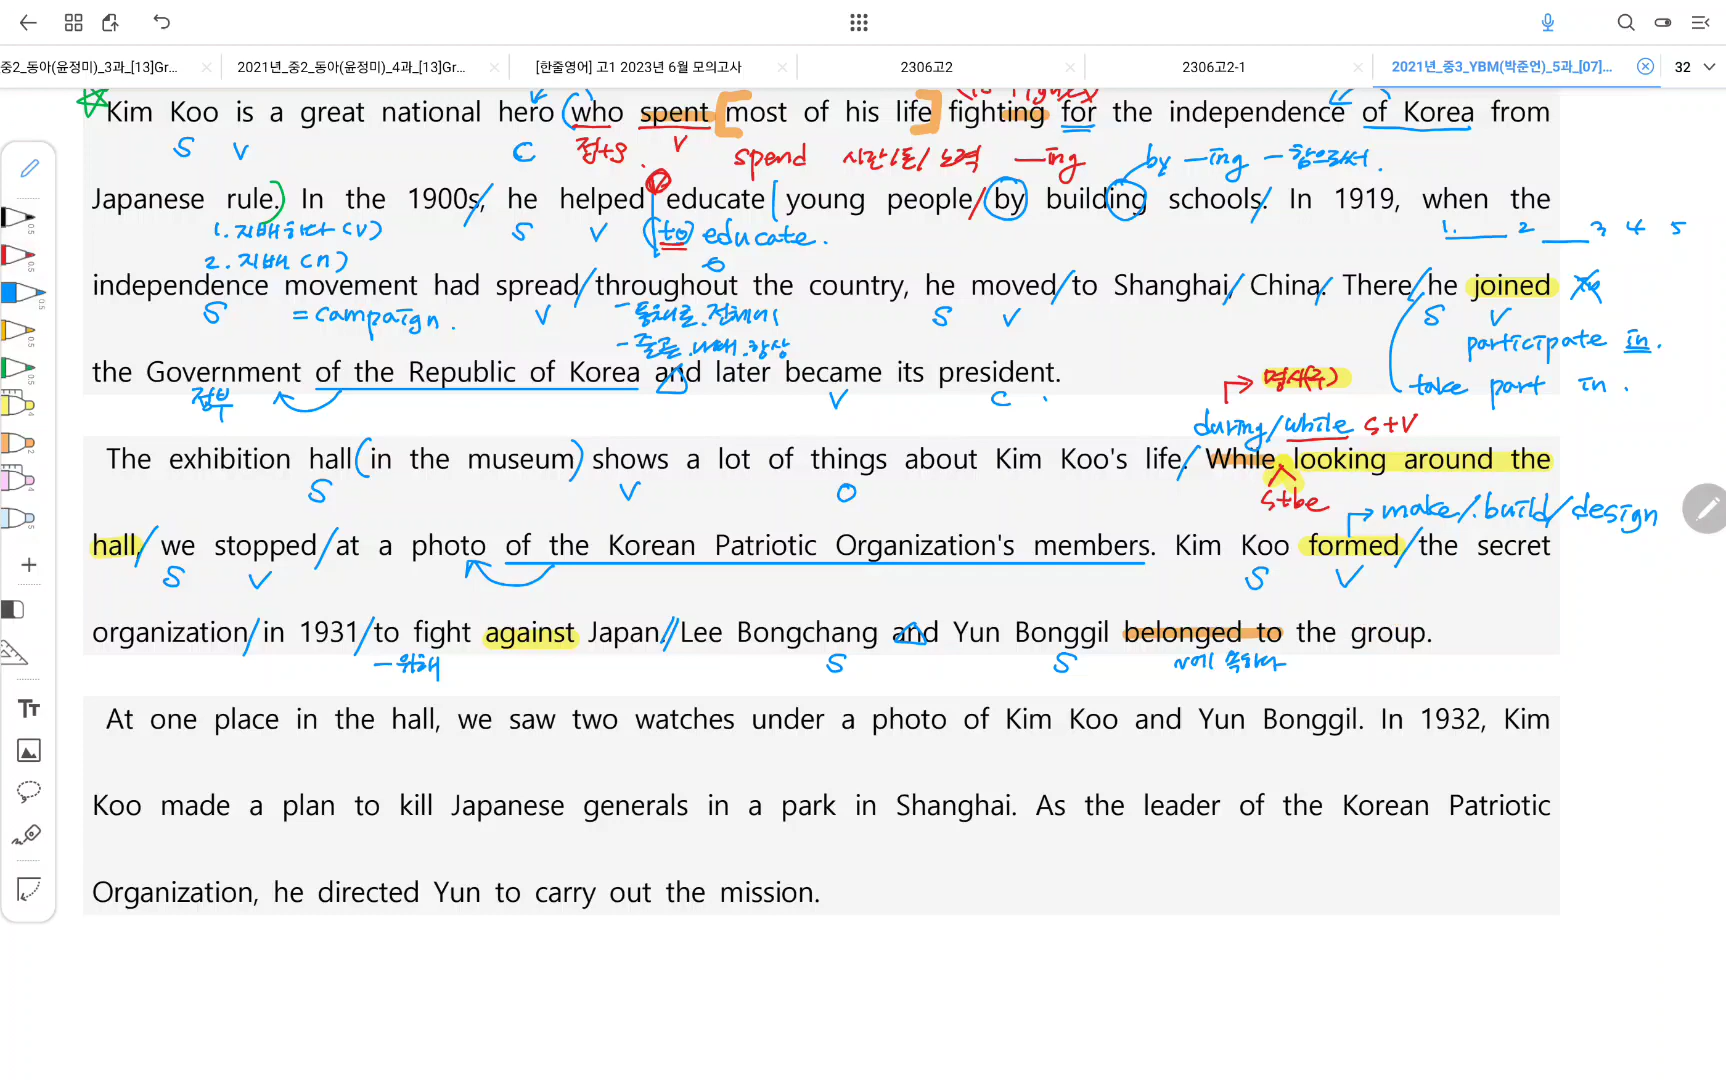 중2_동아(윤정미)_3과_[13]Gr... 2021년_중2_동아(윤정미)_4과_[13]Gr... [한줄영어] 고1 2023년 6월 모의고사 2306고2 2306고2-1 2021년_중3_YBM(박준언)_5과_[07]... 32
Kim Koo is a great national hero (who spent [most of his life] fighting for the independence of Korea from
S V C V spend 시간/돈/노력 -ing by -ing -함으로써.
Japanese rule.) In the 1900s, he helped educate young people by building schools. In 1919, when the
1. 지배하다 (v) S V (to) educate. 1. 2 3 4 5
2. 지배 (n) O
independence movement had spread throughout the country, he moved to Shanghai, China. There, he joined in
S = campaign. V - 통째로. 전체에 S V S V
participate in.
the Government of the Republic of Korea and later became its president.
정부 V C take part in.
명사(구)
during/while S+V
The exhibition hall (in the museum) shows a lot of things about Kim Koo's life. While looking around the
S V O S+be
make/build/design
hall, we stopped at a photo of the Korean Patriotic Organization's members. Kim Koo formed the secret
S V S V
organization in 1931 to fight against Japan. Lee Bongchang and Yun Bonggil belonged to the group.
-위해 S S ~에 속하다
At one place in the hall, we saw two watches under a photo of Kim Koo and Yun Bonggil. In 1932, Kim
Koo made a plan to kill Japanese generals in a park in Shanghai. As the leader of the Korean Patriotic
Organization, he directed Yun to carry out the mission.